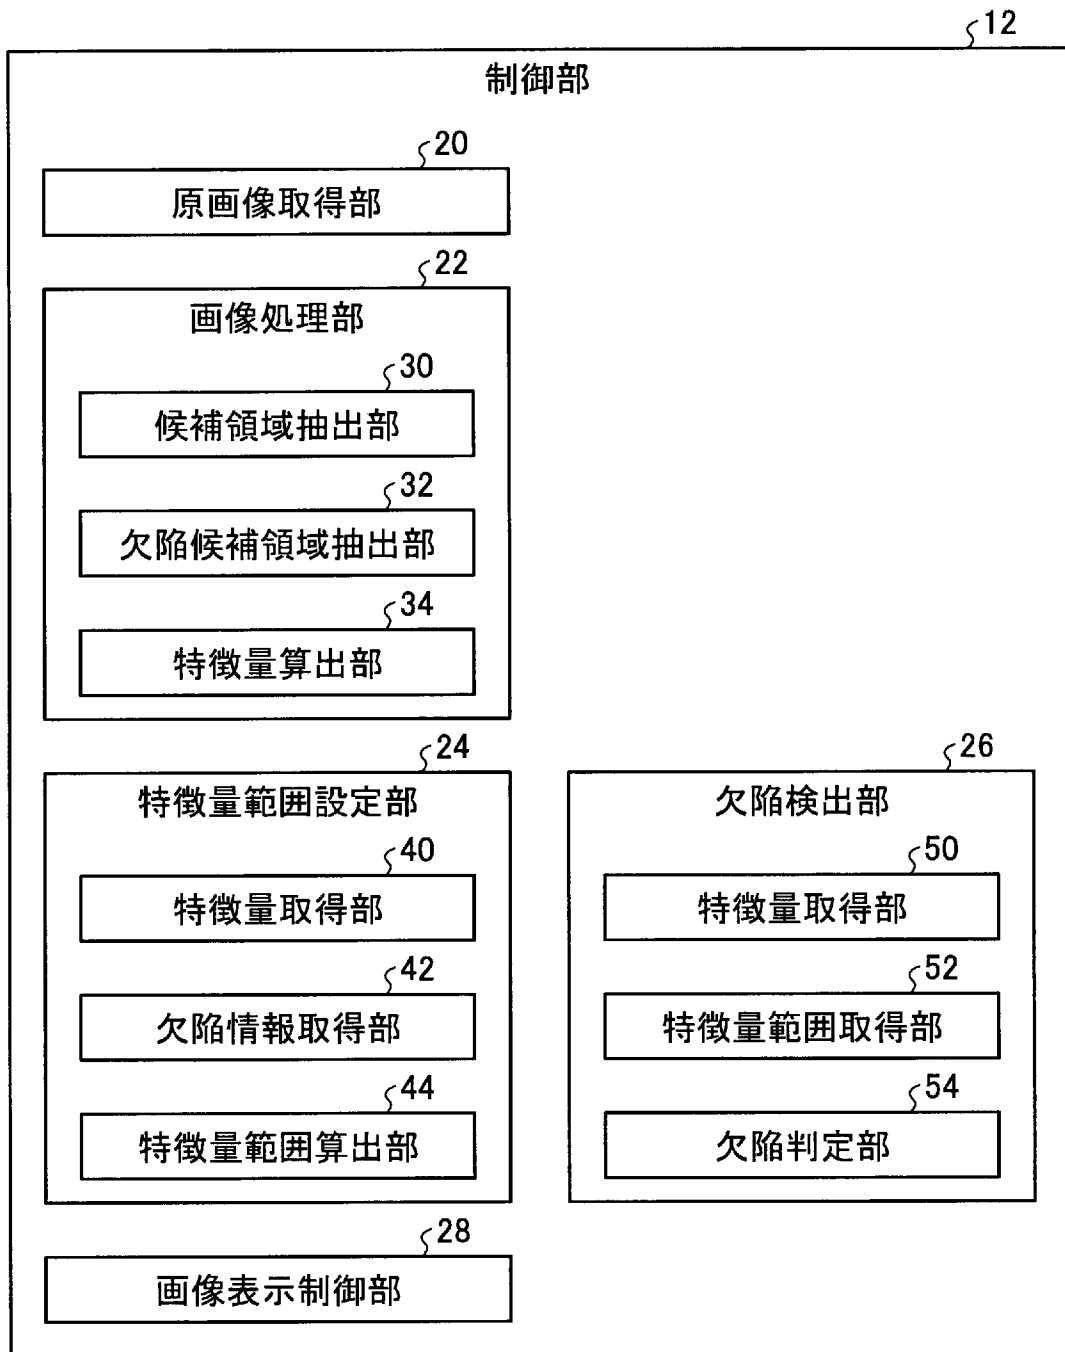 12
制御部
20
原画像取得部
22
画像処理部
30
候補領域抽出部
32
欠陥候補領域抽出部
34
特徴量算出部
24
特徴量範囲設定部
40
特徴量取得部
42
欠陥情報取得部
44
特徴量範囲算出部
26
欠陥検出部
50
特徴量取得部
52
特徴量範囲取得部
54
欠陥判定部
28
画像表示制御部